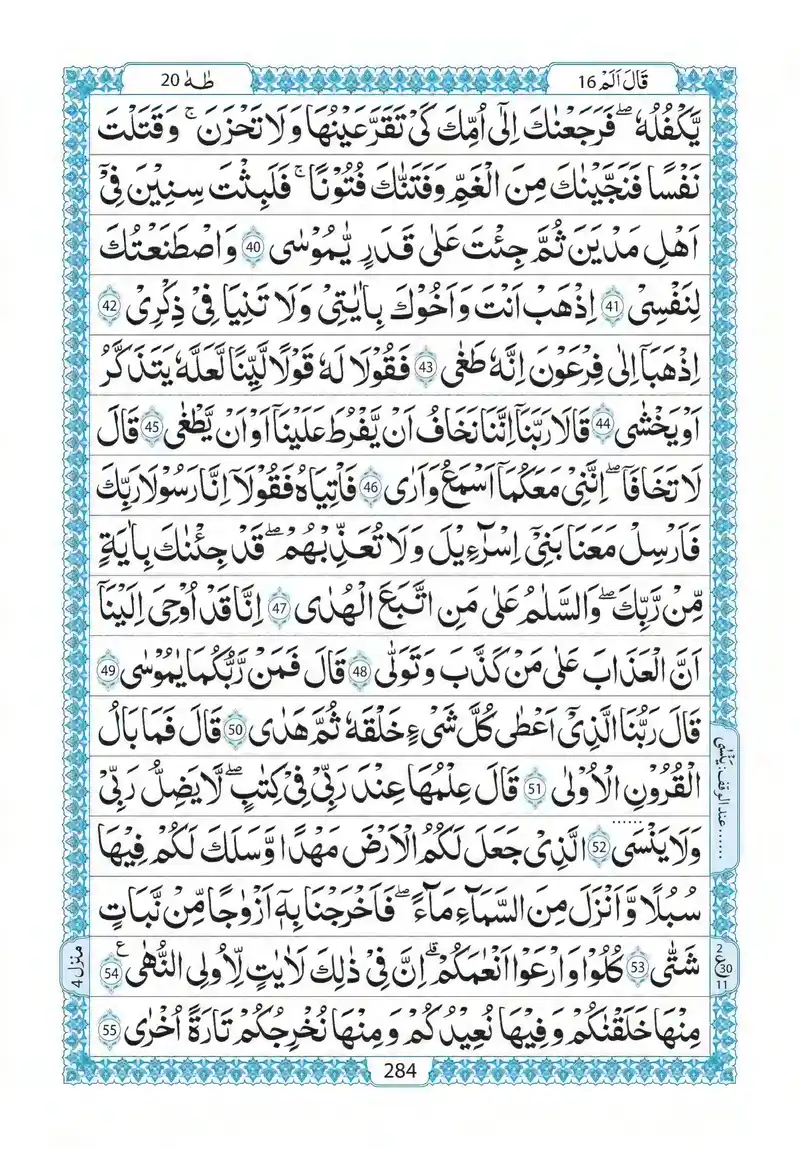 قَالَ اَلَمْ 16
طٰهٰ 20
يَّكْفُلُهٗ ؕ فَرَجَعْنٰكَ اِلٰٓى اُمِّكَ كَىْ تَقَرَّ عَيْنُهَا وَلَا تَحْزَنَ ۚ وَقَتَلْتَ
نَفْسًا فَنَجَّيْنٰكَ مِنَ الْغَمِّ وَفَتَنّٰكَ فُتُوْنًا ۚ فَلَبِثْتَ سِنِيْنَ فِىْٓ
اَهْلِ مَدْيَنَ ثُمَّ جِئْتَ عَلٰى قَدَرٍ يّٰمُوْسٰى 40 وَاصْطَنَعْتُكَ
لِنَفْسِىْ 41 اِذْهَبْ اَنْتَ وَاَخُوْكَ بِاٰيٰتِىْ وَلَا تَنِيَا فِىْ ذِكْرِىْ 42
اِذْهَبَآ اِلٰى فِرْعَوْنَ اِنَّهٗ طَغٰى 43 فَقُوْلَا لَهٗ قَوْلًا لَّيِّنًا لَّعَلَّهٗ يَتَذَكَّرُ
اَوْ يَخْشٰى 44 قَالَا رَبَّنَآ اِنَّنَا نَخَافُ اَنْ يَّفْرُطَ عَلَيْنَآ اَوْ اَنْ يَّطْغٰى 45 قَالَ
لَا تَخَافَآ ۖ اِنَّنِىْ مَعَكُمَآ اَسْمَعُ وَاَرٰى 46 فَاْتِيٰهُ فَقُوْلَآ اِنَّا رَسُوْلَا رَبِّكَ
فَاَرْسِلْ مَعَنَا بَنِىْٓ اِسْرَآءِيْلَ وَلَا تُعَذِّبْهُمْ ۖ قَدْ جِئْنٰكَ بِاٰيَةٍ
مِّنْ رَّبِّكَ ۖ وَالسَّلٰمُ عَلٰى مَنِ اتَّبَعَ الْهُدٰى 47 اِنَّا قَدْ اُوْحِىَ اِلَيْنَآ
اَنَّ الْعَذَابَ عَلٰى مَنْ كَذَّبَ وَتَوَلّٰى 48 قَالَ فَمَنْ رَّبُّكُمَا يٰمُوْسٰى 49
قَالَ رَبُّنَا الَّذِىْٓ اَعْطٰى كُلَّ شَىْءٍ خَلْقَهٗ ثُمَّ هَدٰى 50 قَالَ فَمَا بَالُ
الْقُرُوْنِ الْاُوْلٰى 51 قَالَ عِلْمُهَا عِنْدَ رَبِّىْ فِىْ كِتٰبٍ ۖ لَّا يَضِلُّ رَبِّىْ
وَلَا يَنْسَى 52 الَّذِىْ جَعَلَ لَكُمُ الْاَرْضَ مَهْدًا وَّسَلَكَ لَكُمْ فِيْهَا
سُبُلًا وَّاَنْزَلَ مِنَ السَّمَآءِ مَآءً ۖ فَاَخْرَجْنَا بِهٖٓ اَزْوٰجًا مِّنْ نَّبَاتٍ
شَتّٰى 53 كُلُوْا وَارْعَوْا اَنْعٰمَكُمْ ۗ اِنَّ فِىْ ذٰلِكَ لَاٰيٰتٍ لِّاُولِى النُّهٰى 54 ع
مِنْهَا خَلَقْنٰكُمْ وَفِيْهَا نُعِيْدُكُمْ وَمِنْهَا نُخْرِجُكُمْ تَارَةً اُخْرٰى 55
...... عند الوقف: يَنْسٰى
2
30
11
منزل 4
284